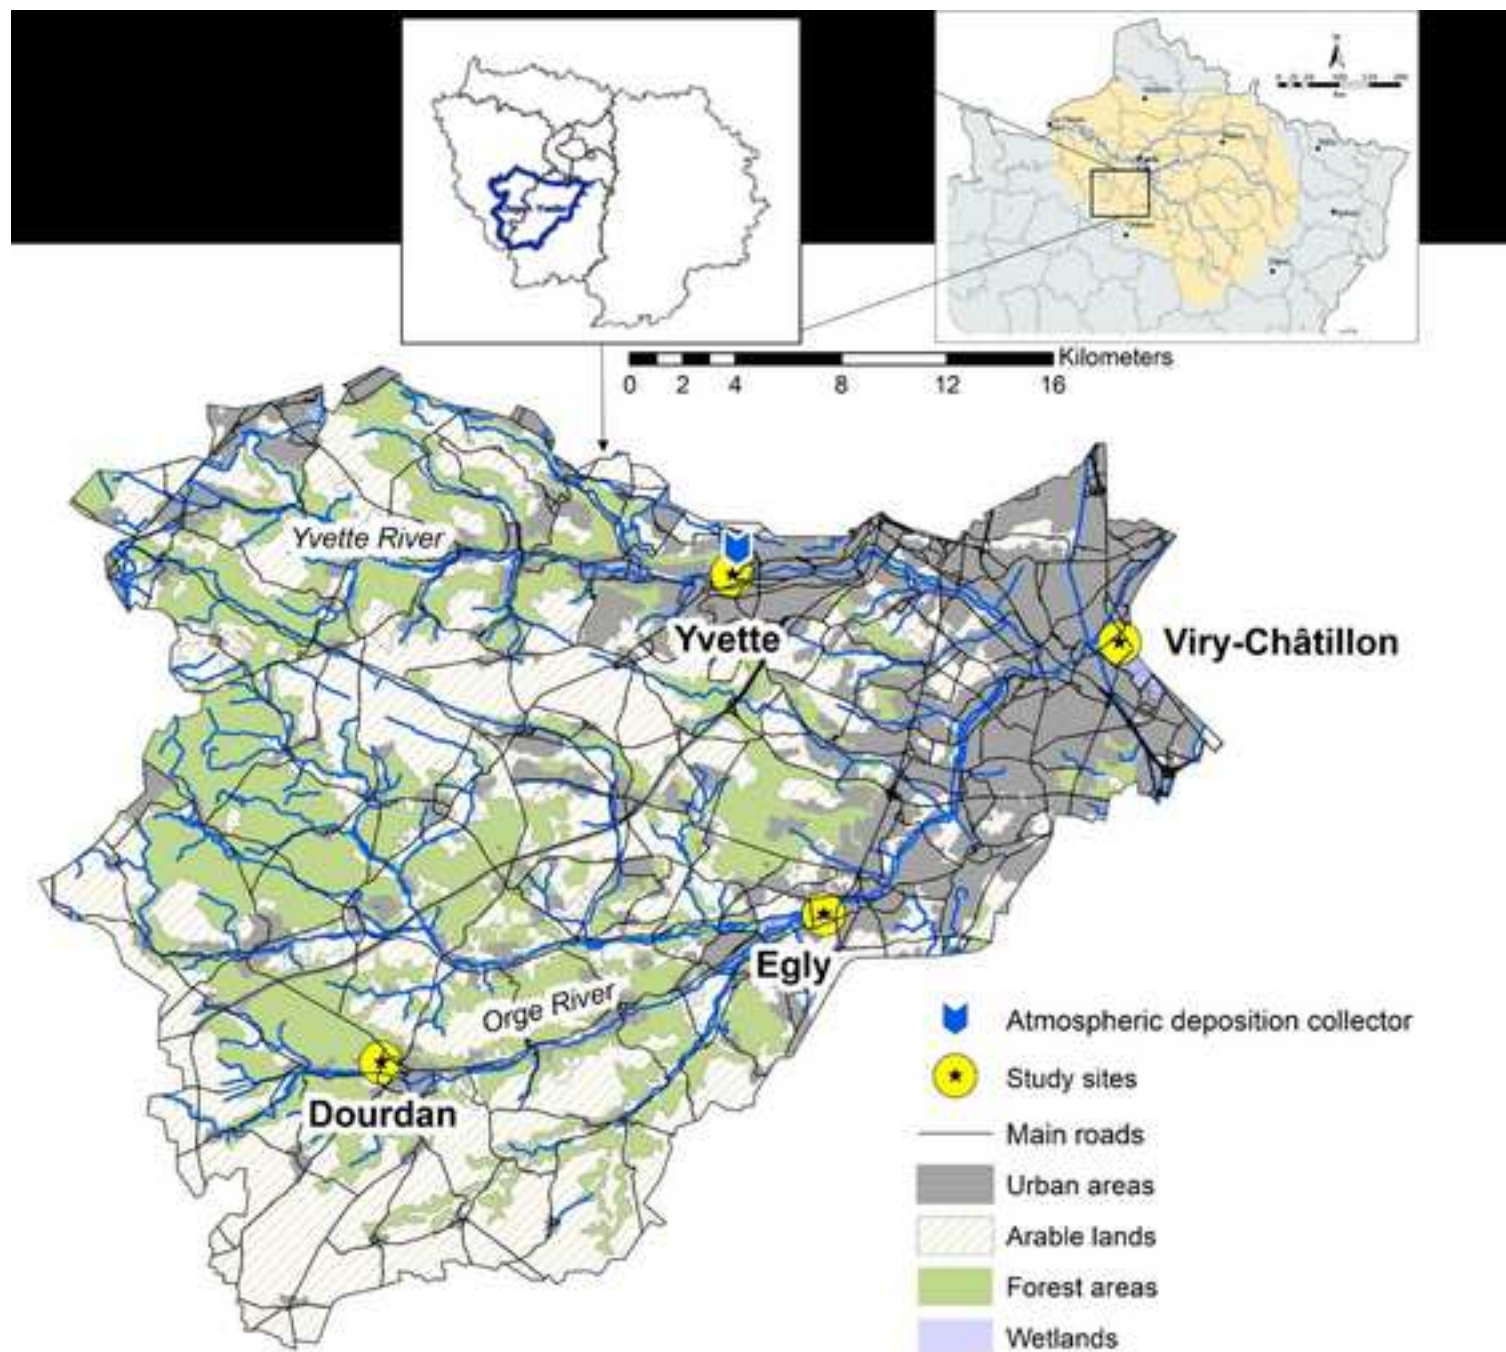 N
Kilometers
0 2 4 8 12 16
Yvette River
Yvette
Viry-Châtillon
Egly
Orge River
Dourdan
Atmospheric deposition collector
Study sites
Main roads
Urban areas
Arable lands
Forest areas
Wetlands